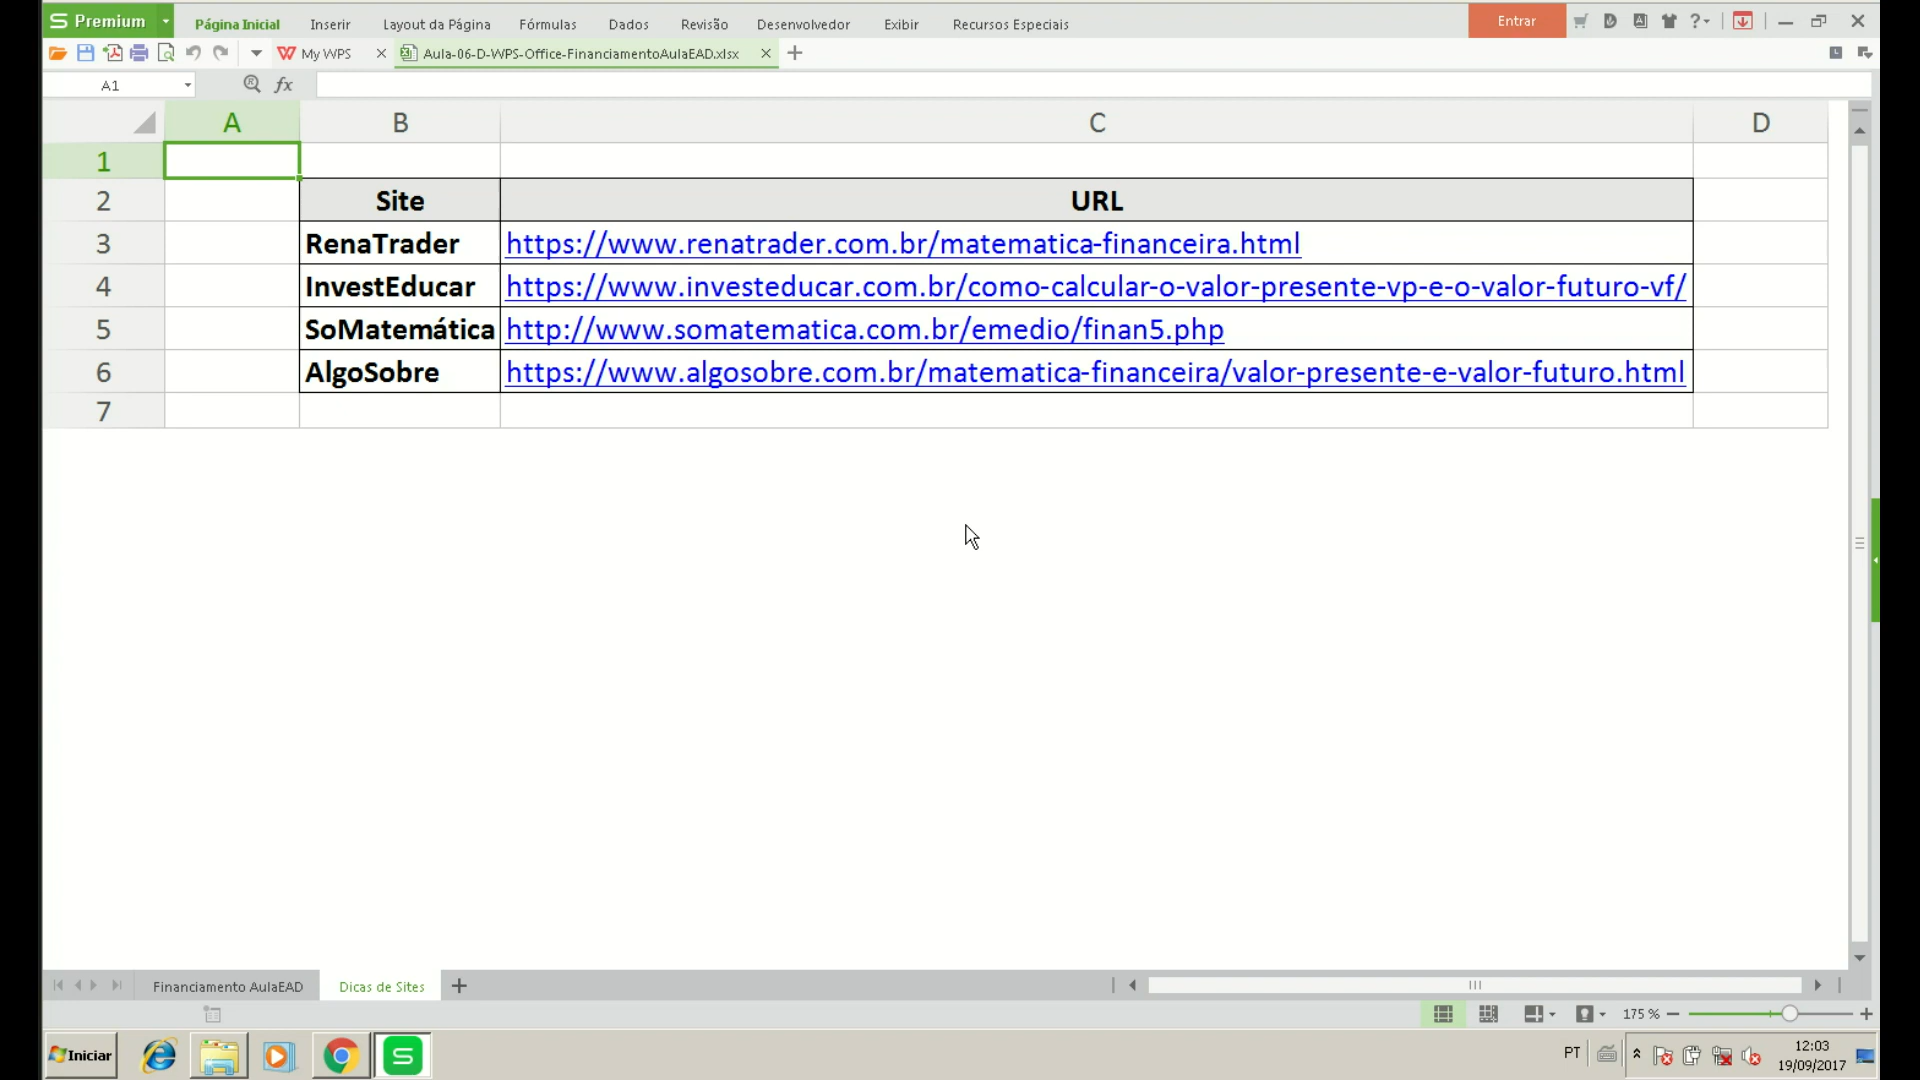 Premium
Página Inicial Inserir Layout da Página Fórmulas Dados Revisão Desenvolvedor Exibir Recursos Especiais Entrar
My WPS Aula-06-D-WPS-Office-FinanciamentoAulaEAD.xlsx
A1 fx
A B C D
1
2 Site URL
3 RenaTrader https://www.renatrader.com.br/matematica-financeira.html
4 InvestEducar https://www.investeducar.com.br/como-calcular-o-valor-presente-vp-e-o-valor-futuro-vf/
5 SoMatemática http://www.somatematica.com.br/emedio/finan5.php
6 AlgoSobre https://www.algosobre.com.br/matematica-financeira/valor-presente-e-valor-futuro.html
7
Financiamento AulaEAD Dicas de Sites
175 %
Iniciar PT 12:03
19/09/2017